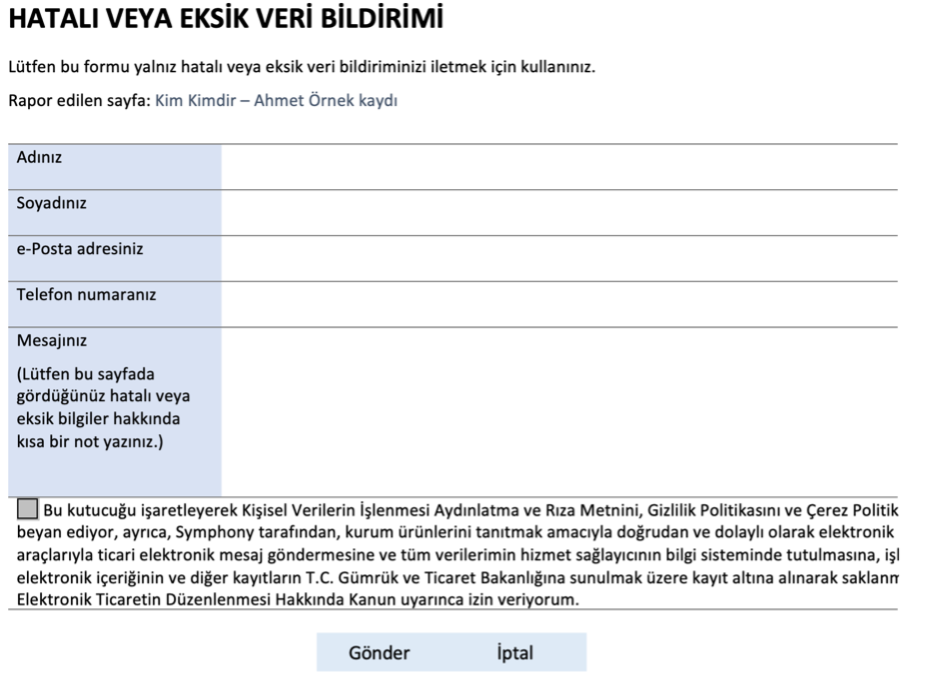 HATALI VEYA EKSİK VERİ BİLDİRİMİ
Lütfen bu formu yalnız hatalı veya eksik veri bildiriminizi iletmek için kullanınız.
Rapor edilen sayfa: Kim Kimdir – Ahmet Örnek kaydı
Adınız
Soyadınız
e-Posta adresiniz
Telefon numaranız
Mesajınız
(Lütfen bu sayfada
gördüğünüz hatalı veya
eksik bilgiler hakkında
kısa bir not yazınız.)
Bu kutucuğu işaretleyerek Kişisel Verilerin İşlenmesi Aydınlatma ve Rıza Metnini, Gizlilik Politikasını ve Çerez Politik
beyan ediyor, ayrıca, Symphony tarafından, kurum ürünlerini tanıtmak amacıyla doğrudan ve dolaylı olarak elektronik
araçlarıyla ticari elektronik mesaj göndermesine ve tüm verilerimin hizmet sağlayıcının bilgi sisteminde tutulmasına, işl
elektronik içeriğinin ve diğer kayıtların T.C. Gümrük ve Ticaret Bakanlığına sunulmak üzere kayıt altına alınarak saklanm
Elektronik Ticaretin Düzenlenmesi Hakkında Kanun uyarınca izin veriyorum.
Gönder İptal